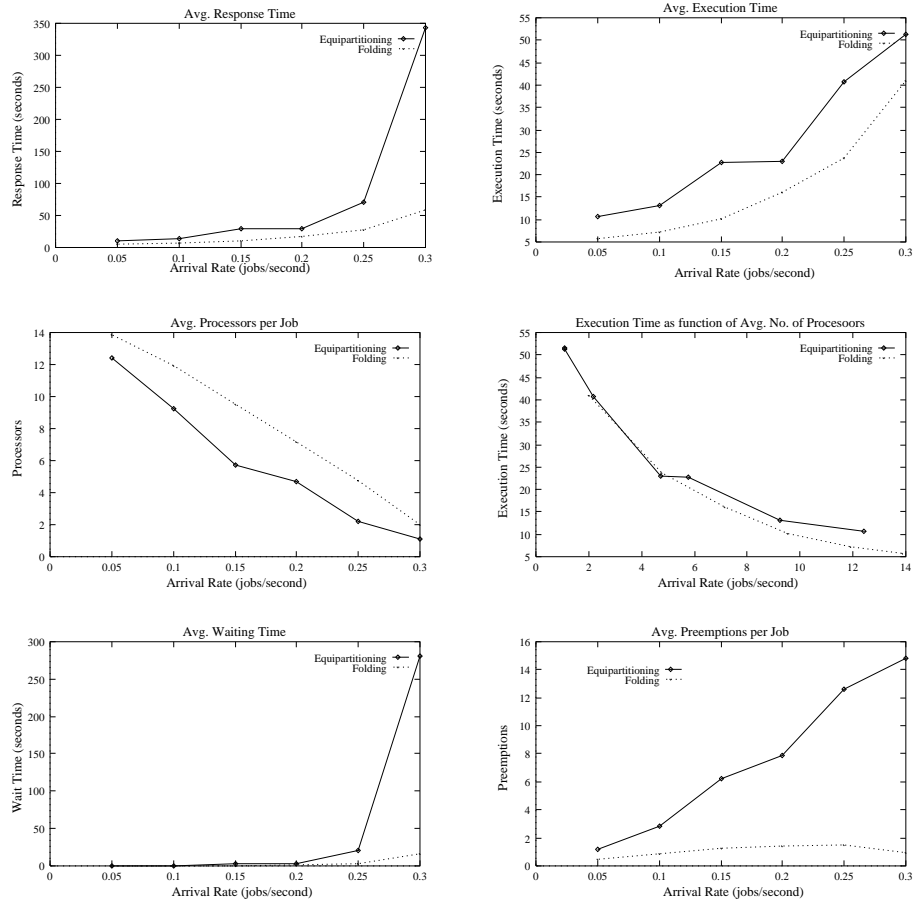 Avg. Response Time
350
300
250
200
150
100
50
0
Response Time (seconds)
Equipartitioning
Folding
0 0.05 0.1 0.15 0.2 0.25 0.3
Arrival Rate (jobs/second)
Avg. Execution Time
55
50
45
40
35
30
25
20
15
10
5
Execution Time (seconds)
Equipartitioning
Folding
0 0.05 0.1 0.15 0.2 0.25 0.3
Arrival Rate (jobs/second)
Avg. Processors per Job
14
12
10
8
6
4
2
0
Processors
Equipartitioning
Folding
0 0.05 0.1 0.15 0.2 0.25 0.3
Arrival Rate (jobs/second)
Execution Time as function of Avg. No. of Procesoors
55
50
45
40
35
30
25
20
15
10
5
Execution Time (seconds)
Equipartitioning
Folding
0 2 4 6 8 10 12 14
Arrival Rate (jobs/second)
Avg. Waiting Time
300
250
200
150
100
50
0
Wait Time (seconds)
Equipartitioning
Folding
0 0.05 0.1 0.15 0.2 0.25 0.3
Arrival Rate (jobs/second)
Avg. Preemptions per Job
16
14
12
10
8
6
4
2
0
Preemptions
Equipartitioning
Folding
0 0.05 0.1 0.15 0.2 0.25 0.3
Arrival Rate (jobs/second)